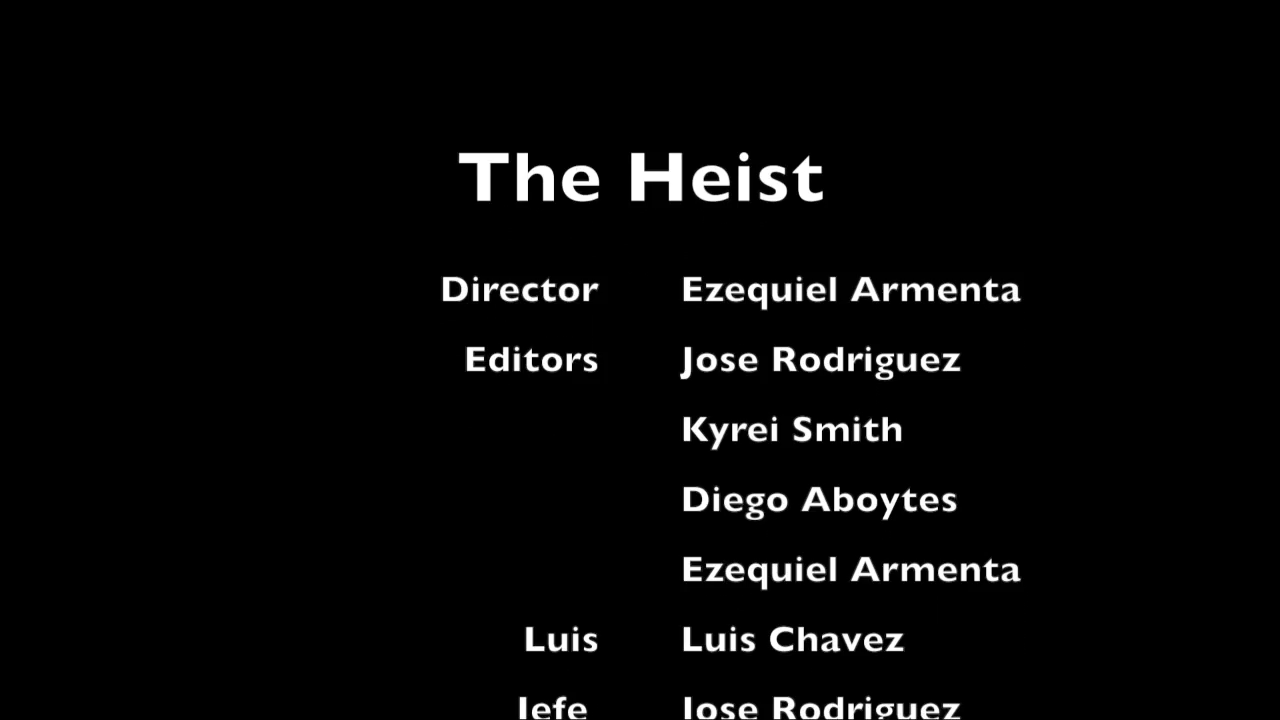 The Heist
Director Ezequiel Armenta
Editors Jose Rodriguez
Kyrei Smith
Diego Aboytes
Ezequiel Armenta
Luis Luis Chavez
Jefe Jose Rodriguez